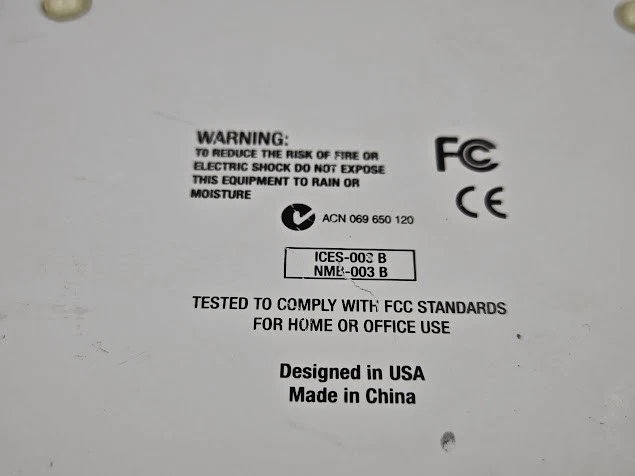 WARNING:
TO REDUCE THE RISK OF FIRE OR
ELECTRIC SHOCK DO NOT EXPOSE
THIS EQUIPMENT TO RAIN OR
MOISTURE
FC
CE
ACN 069 650 120
ICES-003 B
NMB-003 B
TESTED TO COMPLY WITH FCC STANDARDS
FOR HOME OR OFFICE USE
Designed in USA
Made in China